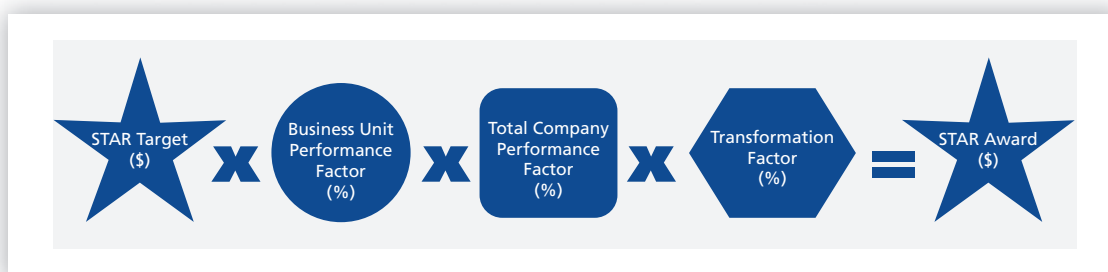 STAR Target
($)
x
Business Unit
Performance
Factor
(%)
x
Total Company
Performance
Factor
(%)
x
Transformation
Factor
(%)
=
STAR Award
($)